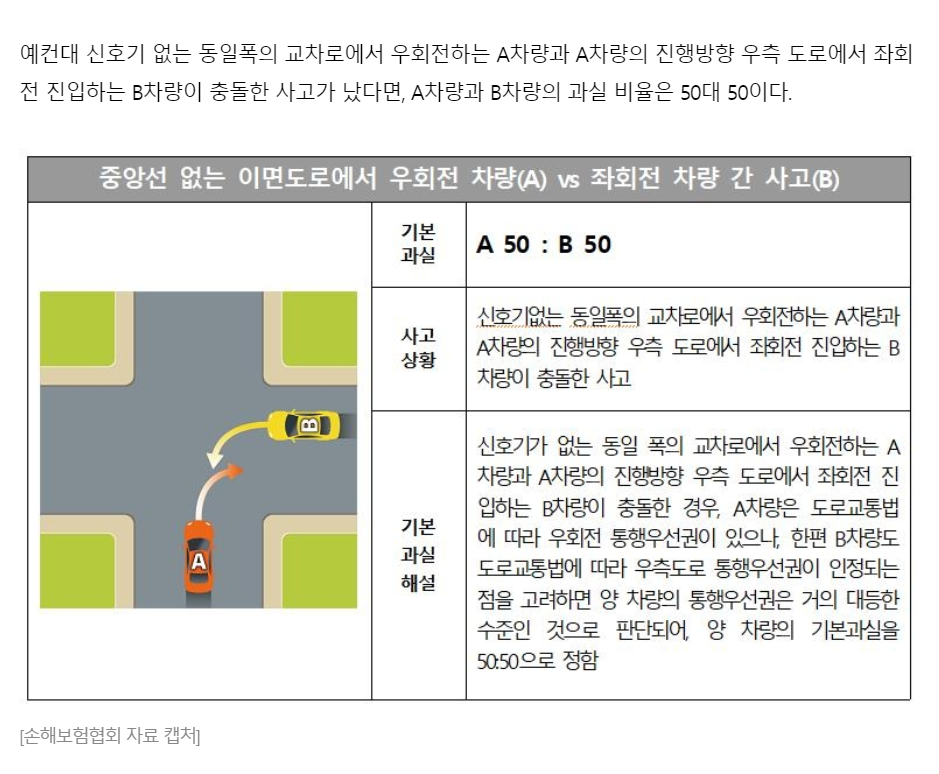 예컨대 신호기 없는 동일폭의 교차로에서 우회전하는 A차량과 A차량의 진행방향 우측 도로에서 좌회
전 진입하는 B차량이 충돌한 사고가 났다면, A차량과 B차량의 과실 비율은 50대 50이다.
중앙선 없는 이면도로에서 우회전 차량(A) vs 좌회전 차량 간 사고(B)
기본
과실
A 50 : B 50
사고
상황
신호기없는 동일폭의 교차로에서 우회전하는 A차량과
A차량의 진행방향 우측 도로에서 좌회전 진입하는 B
차량이 충돌한 사고
B
A
기본
과실
해설
신호기가 없는 동일 폭의 교차로에서 우회전하는 A
차량과 A차량의 진행방향 우측 도로에서 좌회전 진
입하는 B차량이 충돌한 경우, A차량은 도로교통법
에 따라 우회전 통행우선권이 있으나, 한편 B차량도
도로교통법에 따라 우측도로 통행우선권이 인정되는
점을 고려하면 양 차량의 통행우선권은 거의 대등한
수준인 것으로 판단되어, 양 차량의 기본과실을
50:50으로 정함
[손해보험협회 자료 캡처]